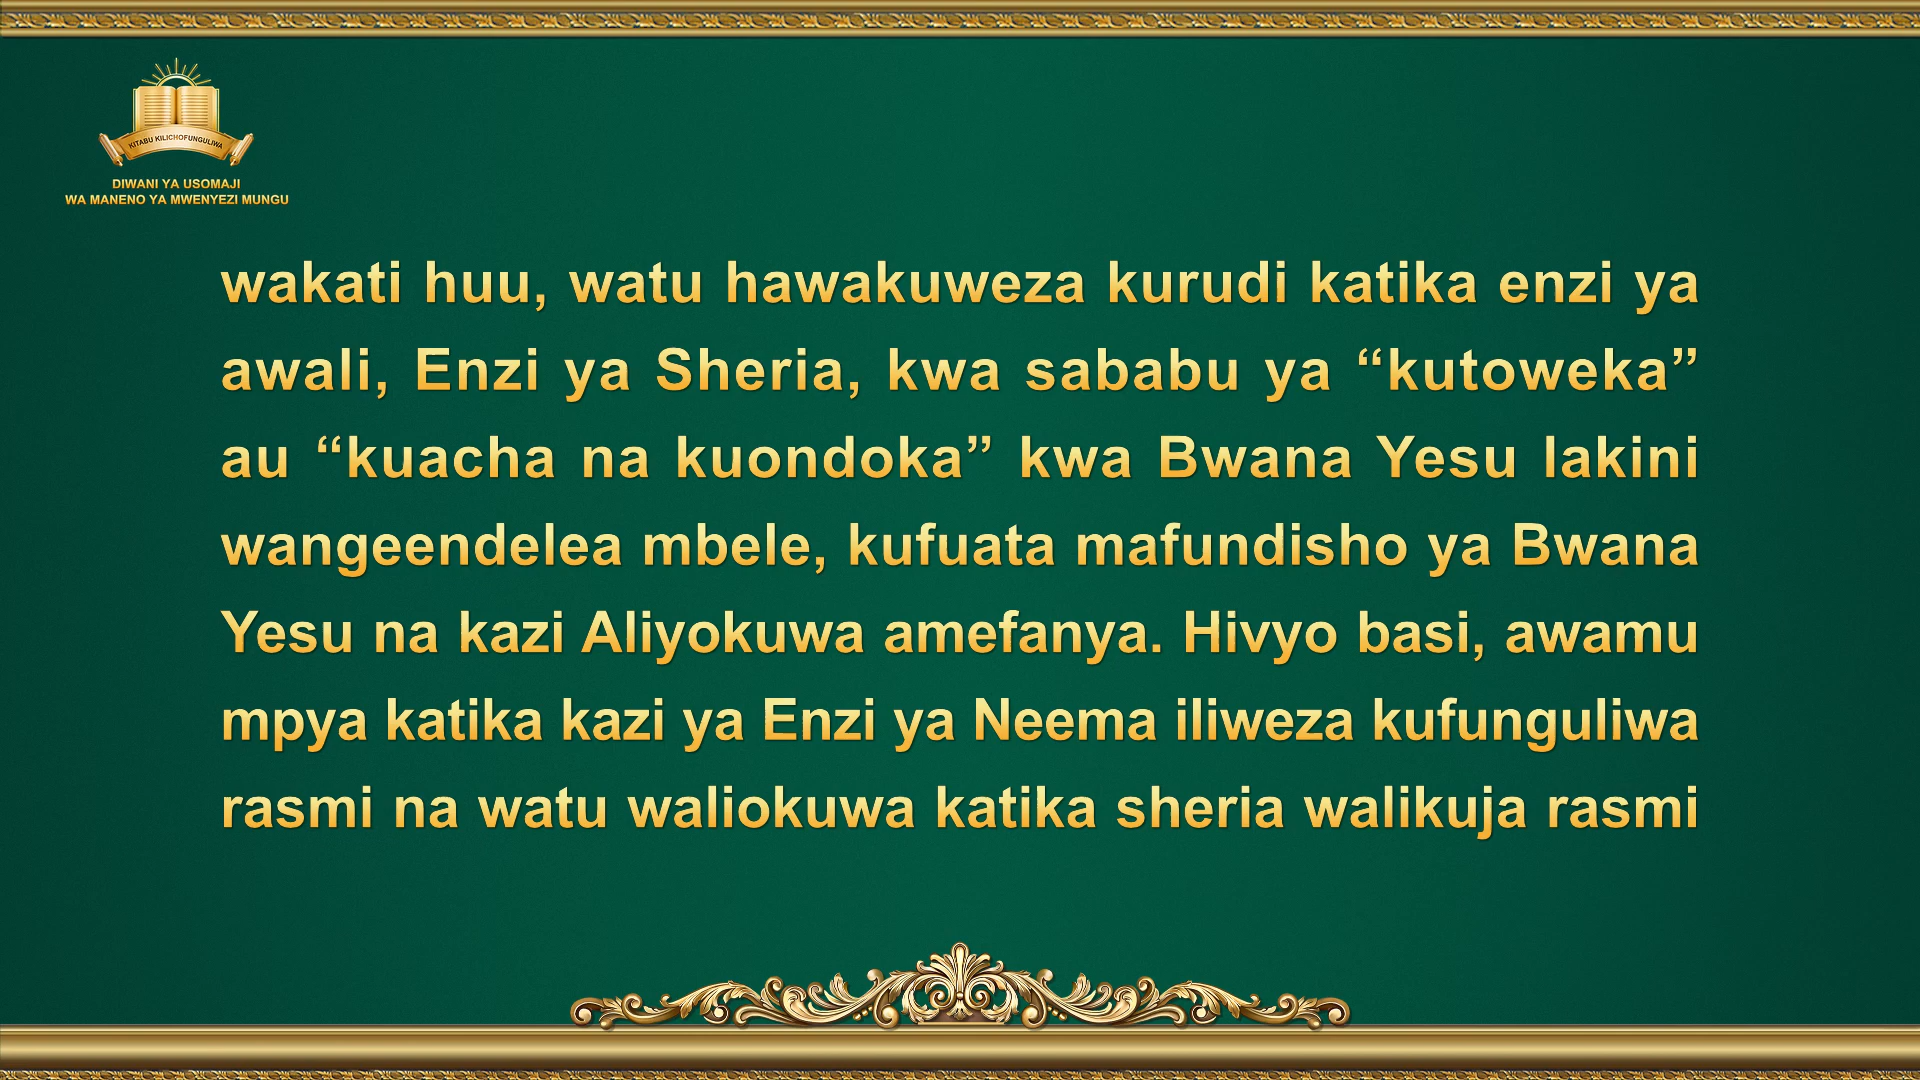 KITABU KILICHOFUNGULIWA
DIWANI YA USOMAJI
WA MANENO YA MWENYEZI MUNGU
wakati huu, watu hawakuweza kurudi katika enzi ya
awali, Enzi ya Sheria, kwa sababu ya “kutoweka”
au “kuacha na kuondoka” kwa Bwana Yesu lakini
wangeendelea mbele, kufuata mafundisho ya Bwana
Yesu na kazi Aliyokuwa amefanya. Hivyo basi, awamu
mpya katika kazi ya Enzi ya Neema iliweza kufunguliwa
rasmi na watu waliokuwa katika sheria walikuja rasmi